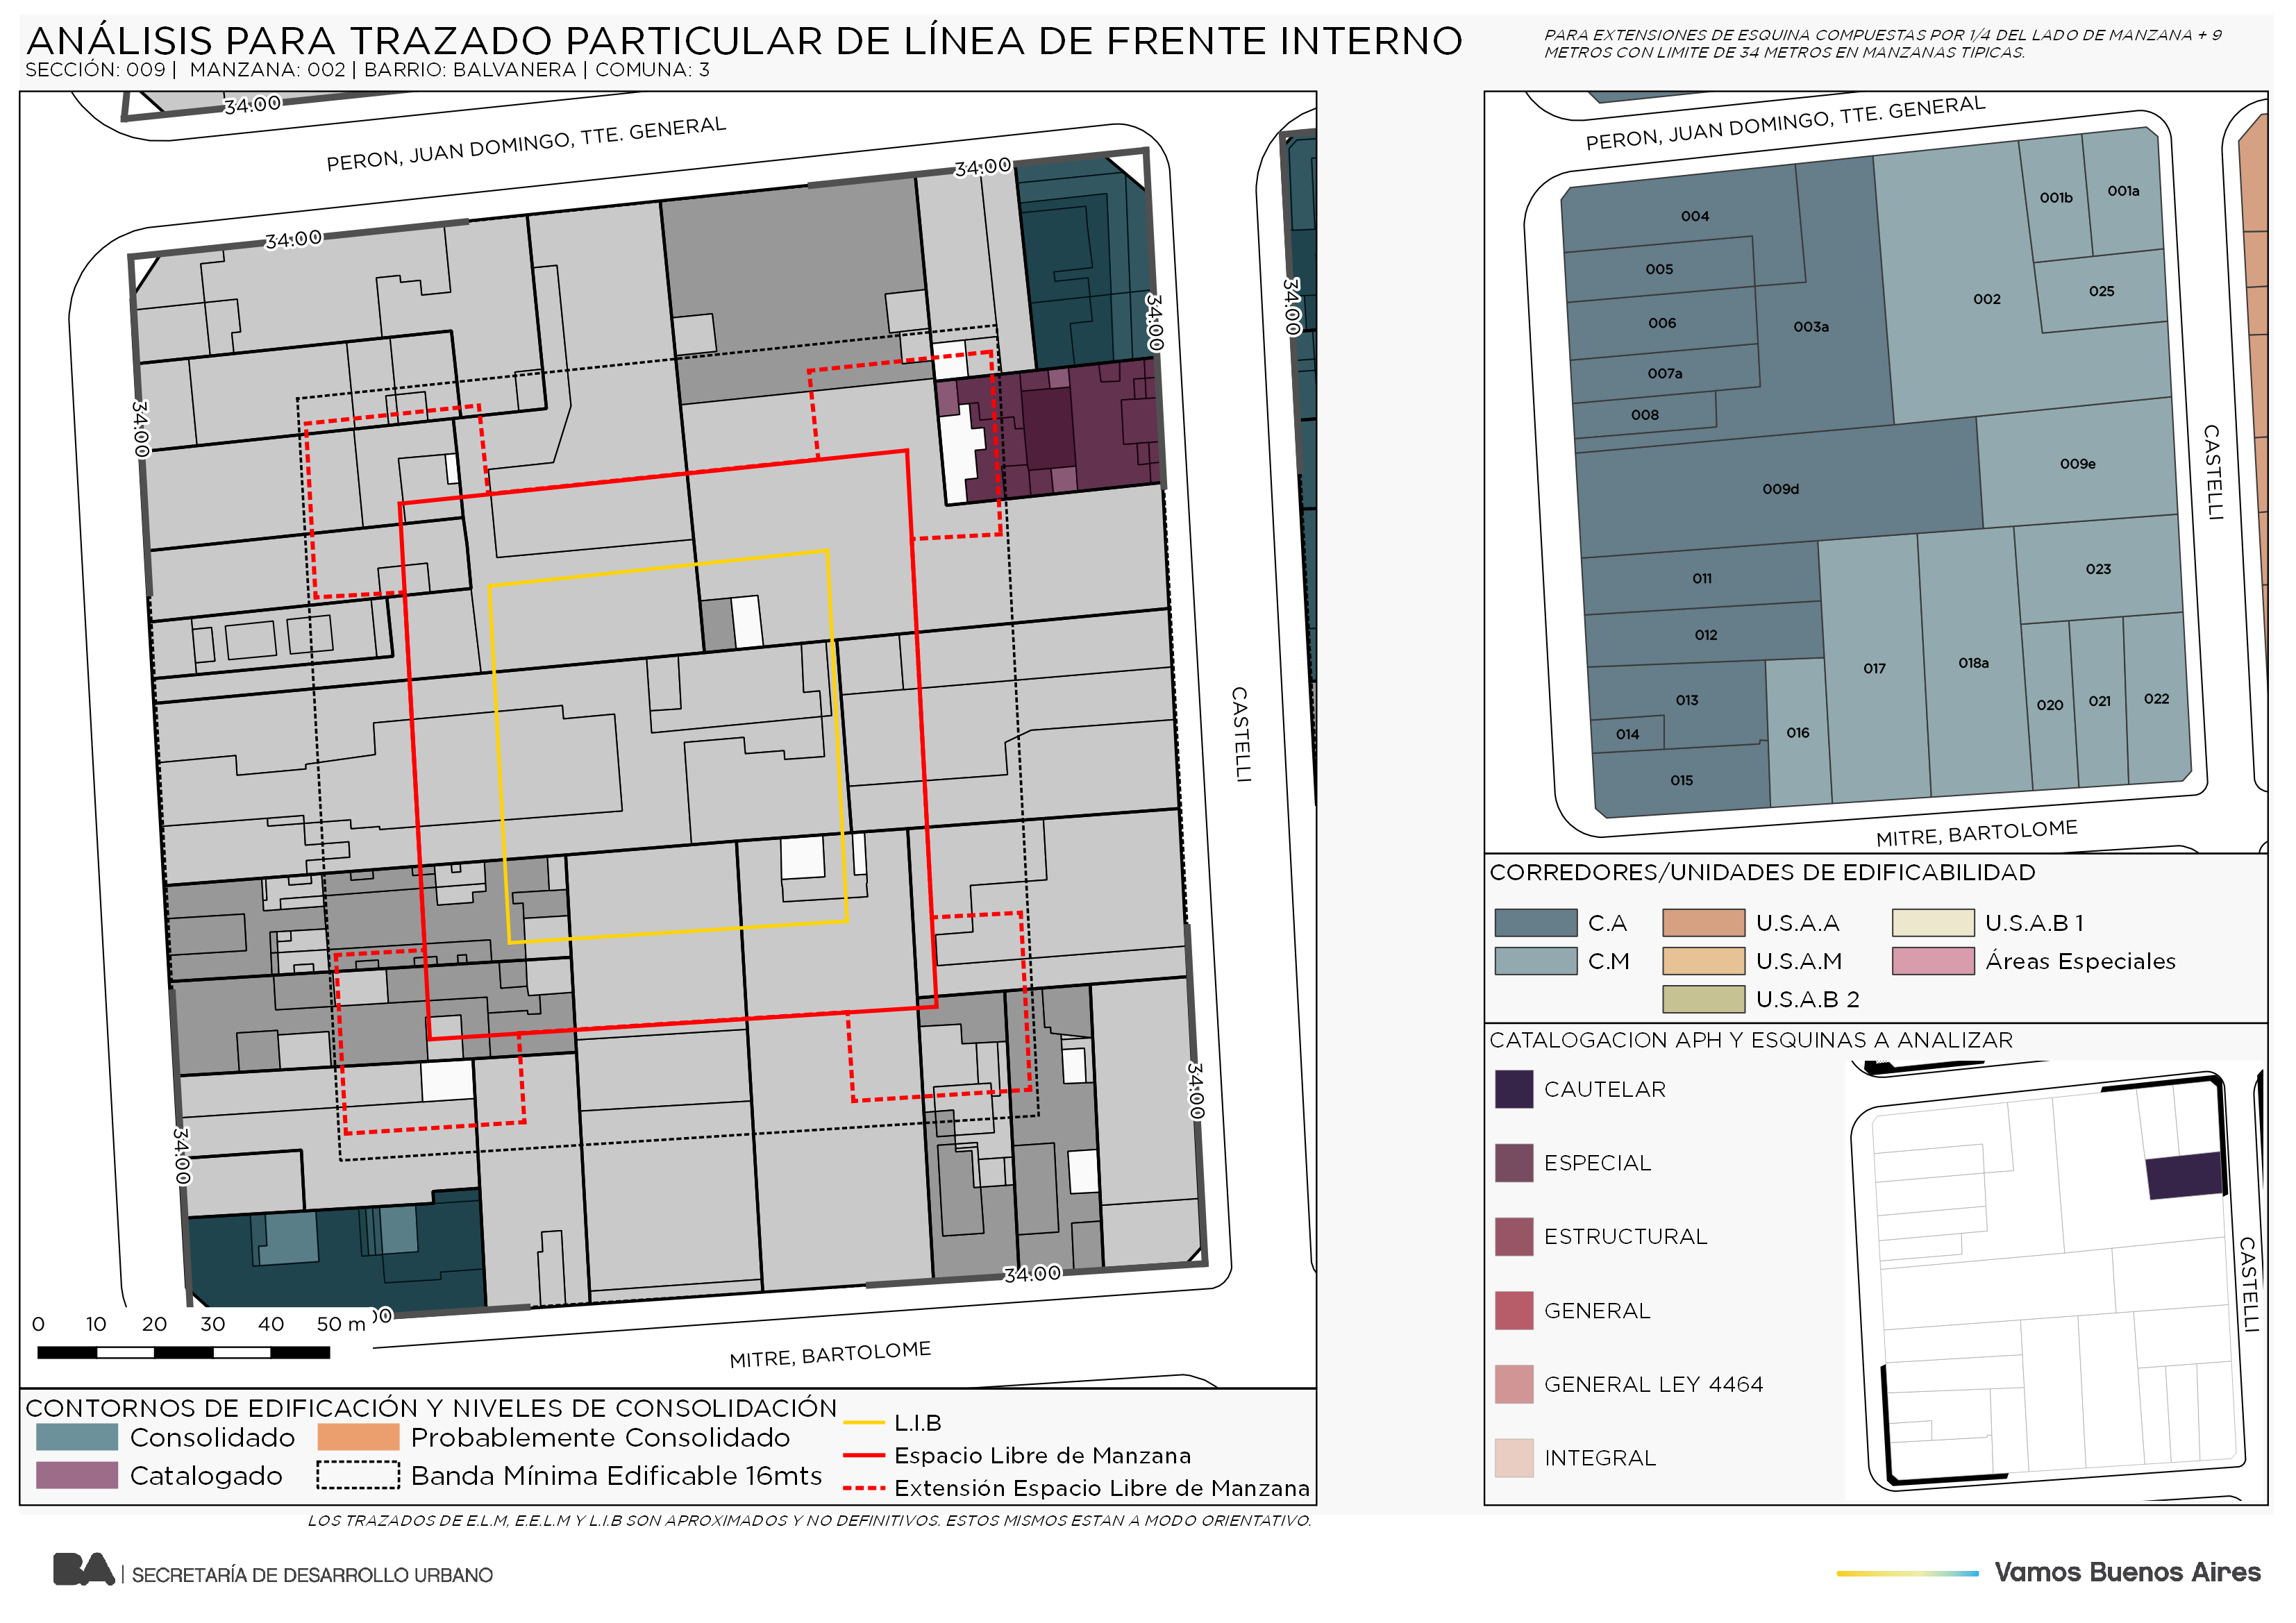 ANÁLISIS PARA TRAZADO PARTICULAR DE LÍNEA DE FRENTE INTERNO
SECCIÓN: 009 | MANZANA: 002 | BARRIO: BALVANERA | COMUNA: 3
PARA EXTENSIONES DE ESQUINA COMPUESTAS POR 1/4 DEL LADO DE MANZANA + 9
METROS CON LIMITE DE 34 METROS EN MANZANAS TIPICAS.
34.00
PERON, JUAN DOMINGO, TTE. GENERAL
34.00
34.00
34.00
34.00
34.00
CASTELLI
34.00
34.00
34.00
00
MITRE, BARTOLOME
0 10 20 30 40 50 m
CONTORNOS DE EDIFICACIÓN Y NIVELES DE CONSOLIDACIÓN
Consolidado
Probablemente Consolidado
Catalogado
Banda Mínima Edificable 16mts
L.I.B
Espacio Libre de Manzana
Extensión Espacio Libre de Manzana
PERON, JUAN DOMINGO, TTE. GENERAL
004
001b
001a
005
025
006
002
003a
007a
008
009e
009d
CASTELLI
011
023
012
017
018a
013
020
021
022
014
016
015
MITRE, BARTOLOME
CORREDORES/UNIDADES DE EDIFICABILIDAD
C.A
U.S.A.A
U.S.A.B 1
C.M
U.S.A.M
Áreas Especiales
U.S.A.B 2
CATALOGACION APH Y ESQUINAS A ANALIZAR
CAUTELAR
ESPECIAL
ESTRUCTURAL
GENERAL
GENERAL LEY 4464
INTEGRAL
CASTELLI
LOS TRAZADOS DE E.L.M, E.E.L.M Y L.I.B SON APROXIMADOS Y NO DEFINITIVOS. ESTOS MISMOS ESTAN A MODO ORIENTATIVO.
BA | SECRETARÍA DE DESARROLLO URBANO
Vamos Buenos Aires